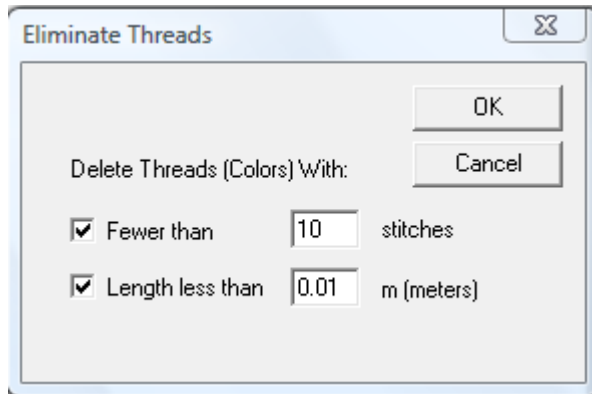 Eliminate Threads
OK
Cancel
Delete Threads (Colors) With:
Fewer than 10 stitches
Length less than 0.01 m (meters)